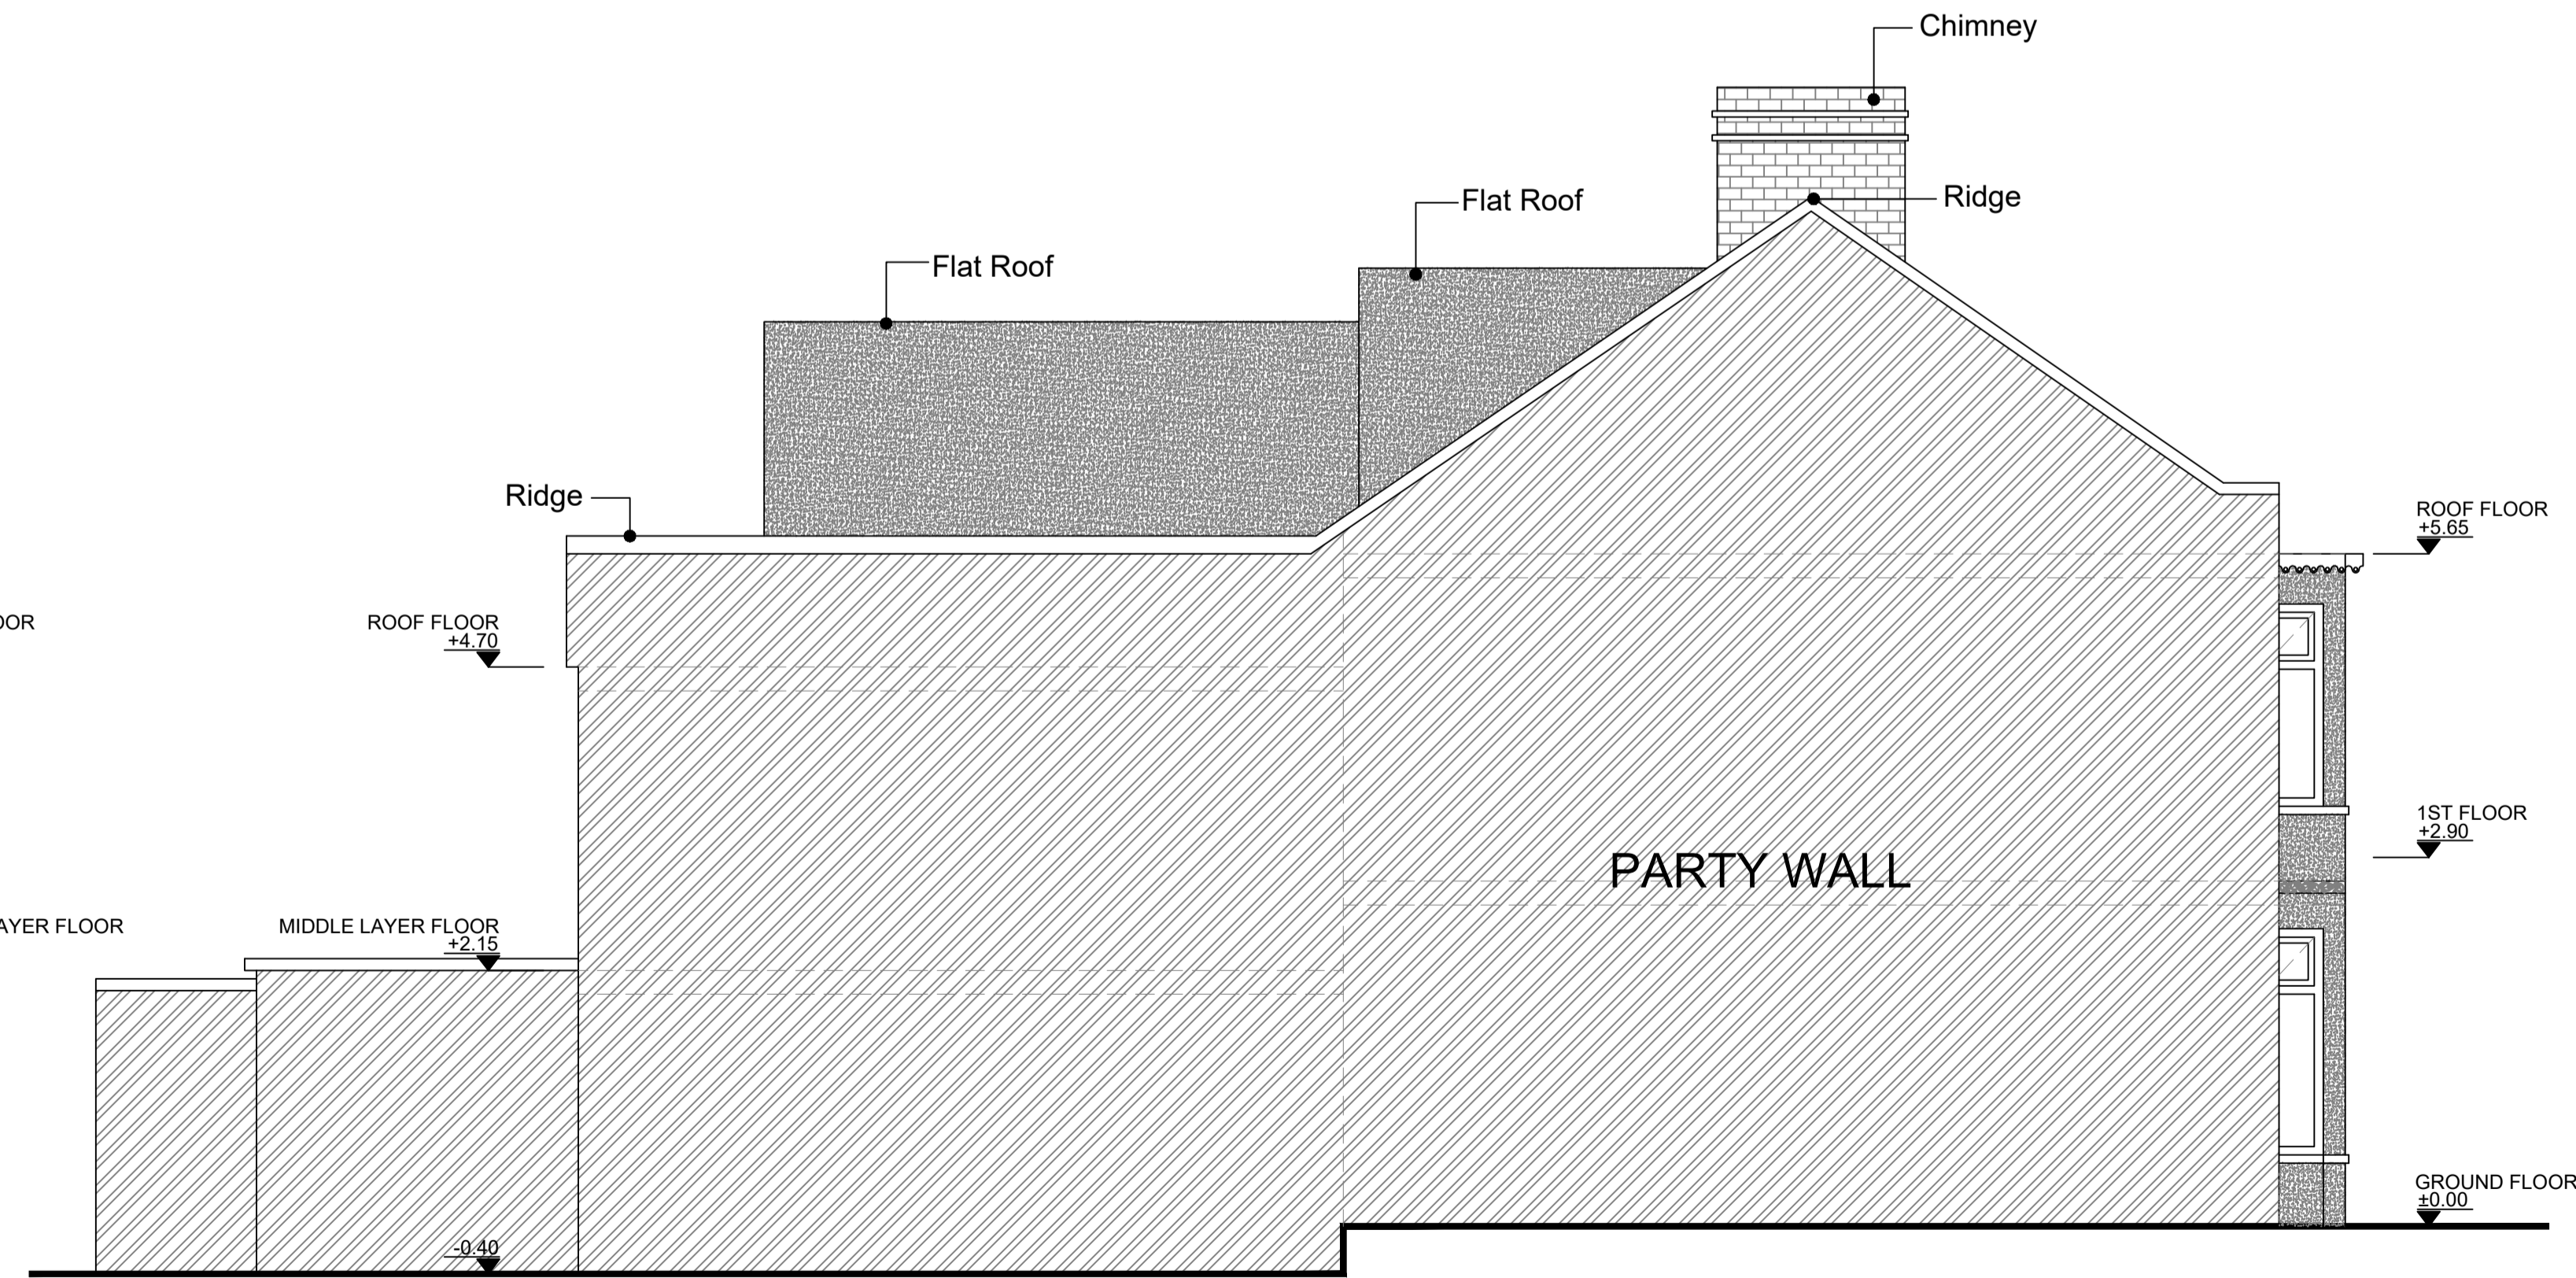 Chimney
Ridge
Flat Roof
Flat Roof
Ridge
ROOF FLOOR
+5.65
OOR
ROOF FLOOR
+4.70
1ST FLOOR
+2.90
PARTY WALL
AYER FLOOR
MIDDLE LAYER FLOOR
+2.15
GROUND FLOOR
±0.00
-0.40